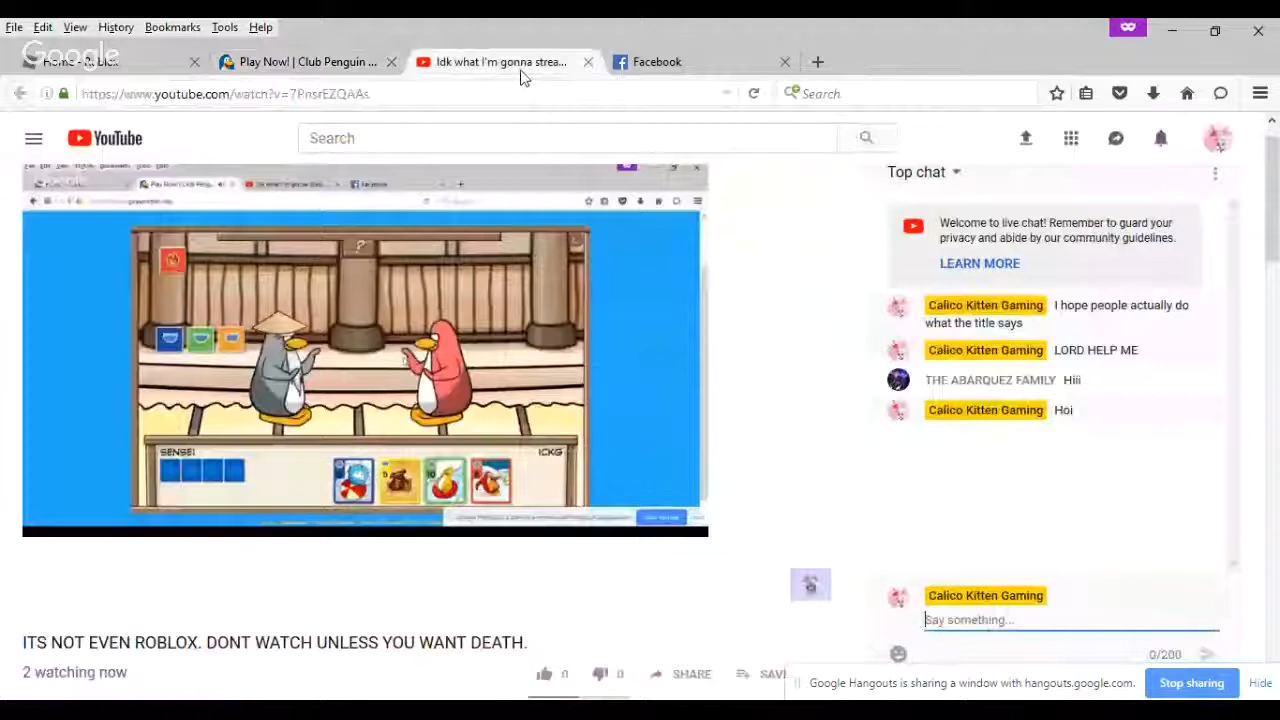 File Edit View History Bookmarks Tools Help
Google
Play Now! | Club Penguin ...
Idk what I'm gonna strea...
Facebook
https://www.youtube.com/watch?v=7PnsrEZQAAs
Search
YouTube
Search
Top chat
Welcome to live chat! Remember to guard your
privacy and abide by our community guidelines.
LEARN MORE
Calico Kitten Gaming I hope people actually do
what the title says
Calico Kitten Gaming LORD HELP ME
THE ABARQUEZ FAMILY Hiii
Calico Kitten Gaming Hoi
SENSEI
ICKG
Calico Kitten Gaming
Say something...
0/200
ITS NOT EVEN ROBLOX. DONT WATCH UNLESS YOU WANT DEATH.
2 watching now
0 0 SHARE
Google Hangouts is sharing a window with hangouts.google.com.
Stop sharing
Hide